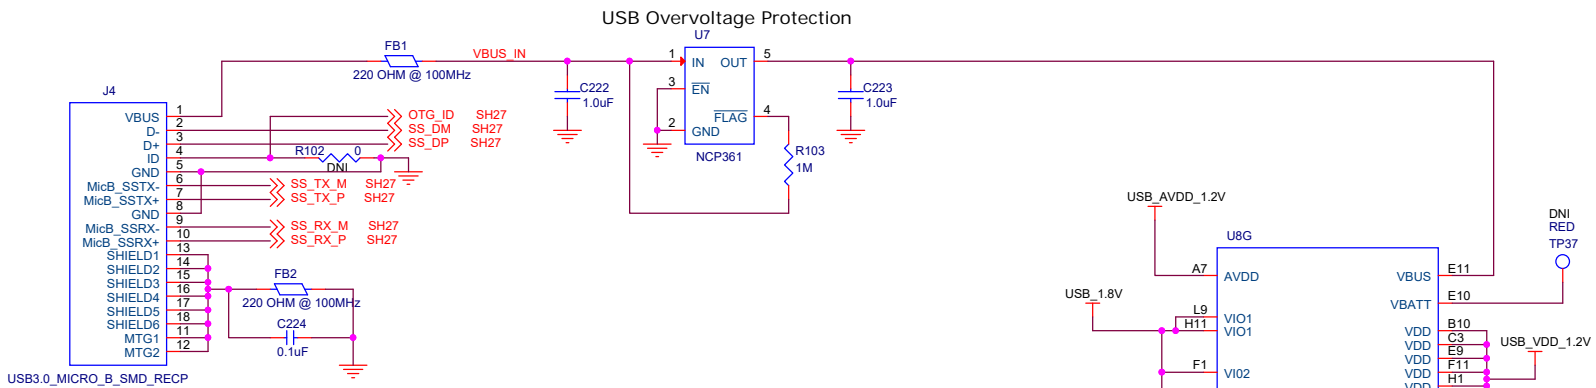 USB Overvoltage Protection
U7
FB1
VBUS_IN
220 OHM @ 100MHz
1
IN
OUT
5
3
EN
4
FLAG
2
GND
NCP361
C222
1.0uF
C223
1.0uF
R103
1M
J4
VBUS 1
D- 2
D+ 3
ID 4
GND 5
MicB_SSTX- 6
MicB_SSTX+ 7
GND 8
MicB_SSRX- 9
MicB_SSRX+ 10
SHIELD1 13
SHIELD2 14
SHIELD3 15
SHIELD4 16
SHIELD5 17
SHIELD6 18
MTG1 11
MTG2 12
USB3.0_MICRO_B_SMD_RECP
OTG_ID SH27
SS_DM SH27
SS_DP SH27
R102 0
DNI
SS_TX_M SH27
SS_TX_P SH27
SS_RX_M SH27
SS_RX_P SH27
FB2
220 OHM @ 100MHz
C224
0.1uF
USB_AVDD_1.2V
U8G
A7 AVDD
USB_1.8V
L9 VIO1
H11 VIO1
F1 VI02
VBUS E11
VBATT E10
VDD B10
VDD C3
VDD E9
VDD F11
VDD H1
DNI
RED
TP37
USB_VDD_1.2V